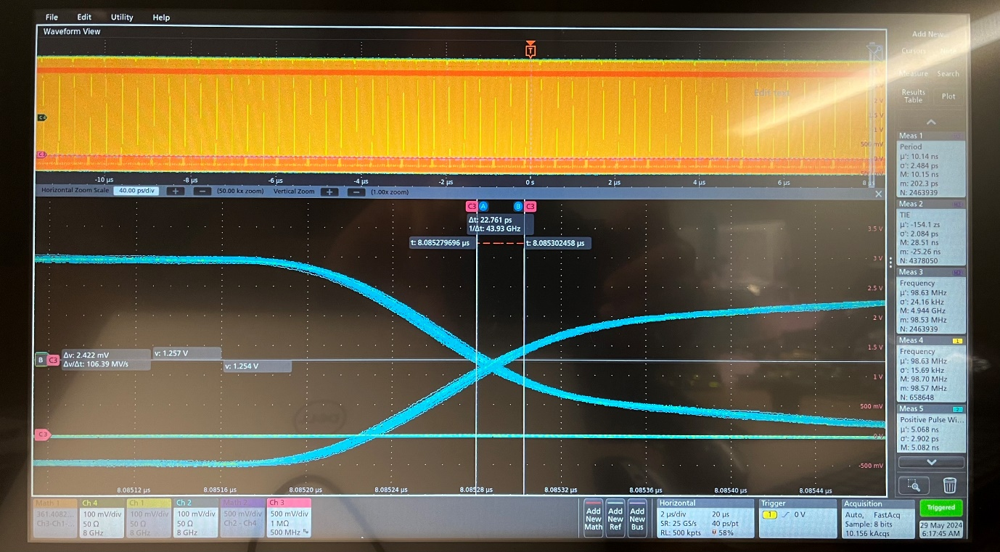 File Edit Utility Help
Waveform View
Add New...
Cursors
Measure Search
Results
Table
Plot
T
C3
500 mV
-10 µs -8 µs -6 µs -4 µs -2 µs 0 s 2 µs 4 µs 6 µs
Horizontal Zoom Scale 40.00 ps/div + − (50.00 kx zoom) Vertical Zoom + − (1.00x zoom)
C3 A B C3
Δt: 22.761 ps
1/Δt: 43.93 GHz
t: 8.085279696 µs
t: 8.085302458 µs
3.5 V
3 V
2.5 V
2 V
1.5 V
1 V
500 mV
0 V
-500 mV
B C3
Δv: 2.422 mV
Δv/Δt: 106.39 MV/s
v: 1.257 V
v: 1.254 V
C3
8.08512 µs 8.08516 µs 8.08520 µs 8.08524 µs 8.08528 µs 8.08532 µs 8.08536 µs 8.08540 µs 8.08544 µs
Meas 1
Period
µ': 10.14 ns
σ': 2.484 ps
M: 10.15 ns
m: 202.3 ps
N: 2463939
Meas 2
TIE
µ': -154.1 zs
σ': 2.084 ps
M: 28.51 ns
m: -25.26 ns
N: 4378050
Meas 3
Frequency
µ': 98.63 MHz
σ': 24.16 kHz
M: 4.944 GHz
m: 98.53 MHz
N: 2463939
Meas 4 1
Frequency
µ': 98.63 MHz
σ': 15.69 kHz
M: 98.70 MHz
m: 98.57 MHz
N: 658648
Meas 5 2
Positive Pulse Wi...
µ': 5.068 ns
σ': 2.902 ps
M: 5.082 ns
Math 1
361.4082...
Ch3-Ch1-...
Ch 4
100 mV/div
50 Ω
8 GHz
Ch 1
100 mV/div
50 Ω
8 GHz
Ch 2
100 mV/div
50 Ω
8 GHz
Math 2
100 mV/div
Ch2 - Ch4
Ch 3
500 mV/div
1 MΩ
500 MHz
Add
New
Math
Add
New
Ref
Add
New
Bus
Horizontal
2 µs/div 20 µs
SR: 25 GS/s 40 ps/pt
RL: 500 kpts 58%
Trigger
1 0 V
Acquisition
Auto, FastAcq
Sample: 8 bits
10.156 kAcqs
Triggered
29 May 2024
6:17:45 AM